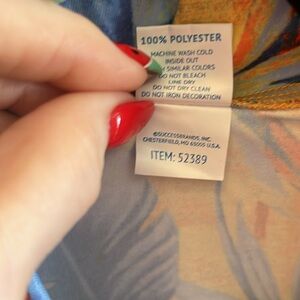 100% POLYESTER
MACHINE WASH COLD
INSIDE OUT
SIMILAR COLORS
DO NOT BLEACH
LINE DRY
DO NOT DRY CLEAN
DO NOT IRON DECORATION
©SUCCESSBRANDS, INC.
CHESTERFIELD, MO 63005 U.S.A.
ITEM: 52389